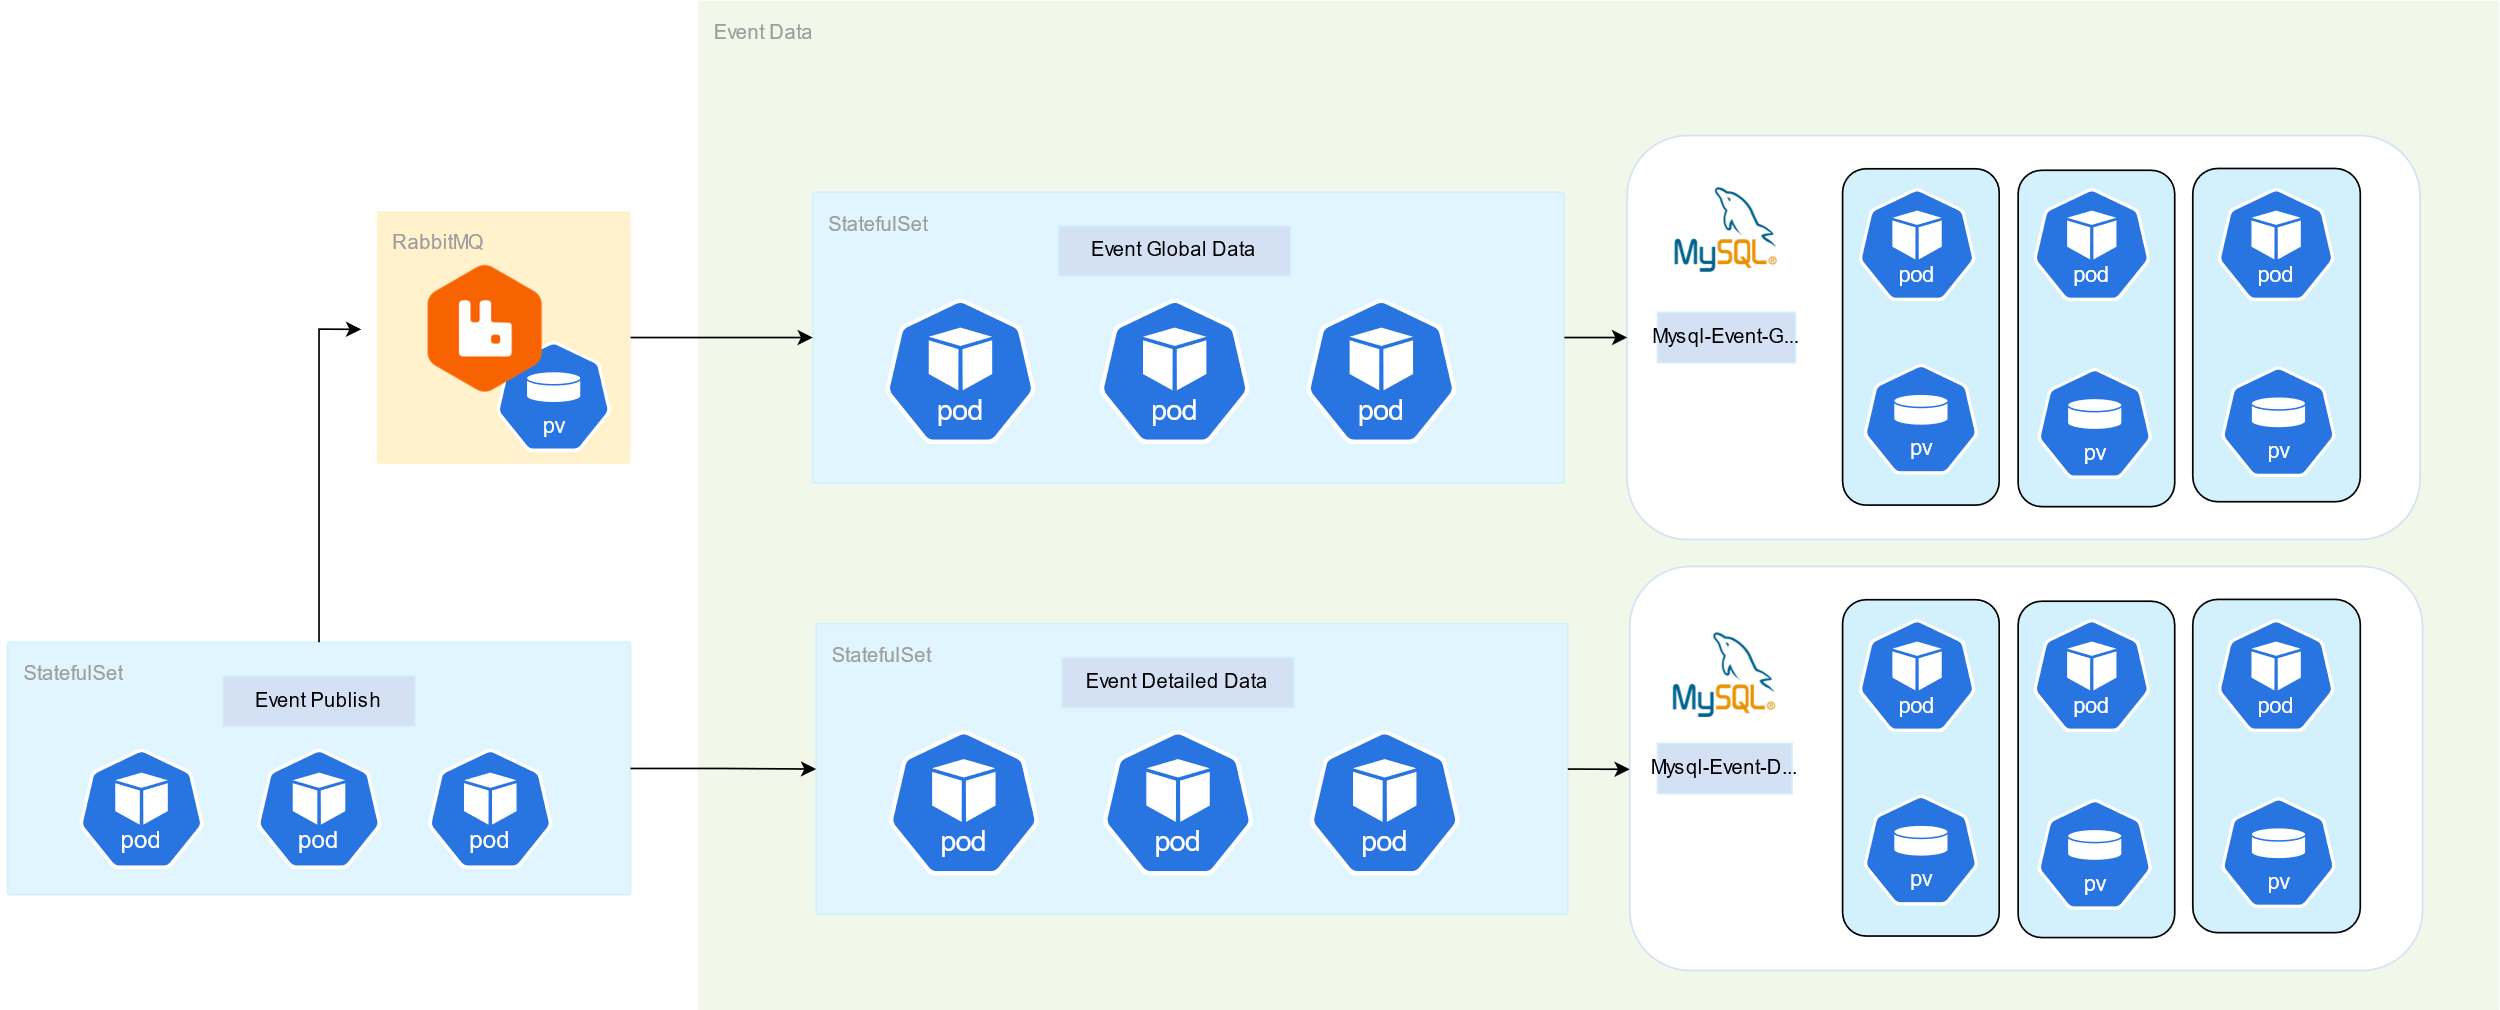 Event Data
StatefulSet
Event Global Data
pod
pod
pod
RabbitMQ
pv
MySQL®
Mysql-Event-G...
pod
pod
pod
pv
pv
pv
StatefulSet
Event Publish
pod
pod
pod
StatefulSet
Event Detailed Data
pod
pod
pod
MySQL®
Mysql-Event-D...
pod
pod
pod
pv
pv
pv